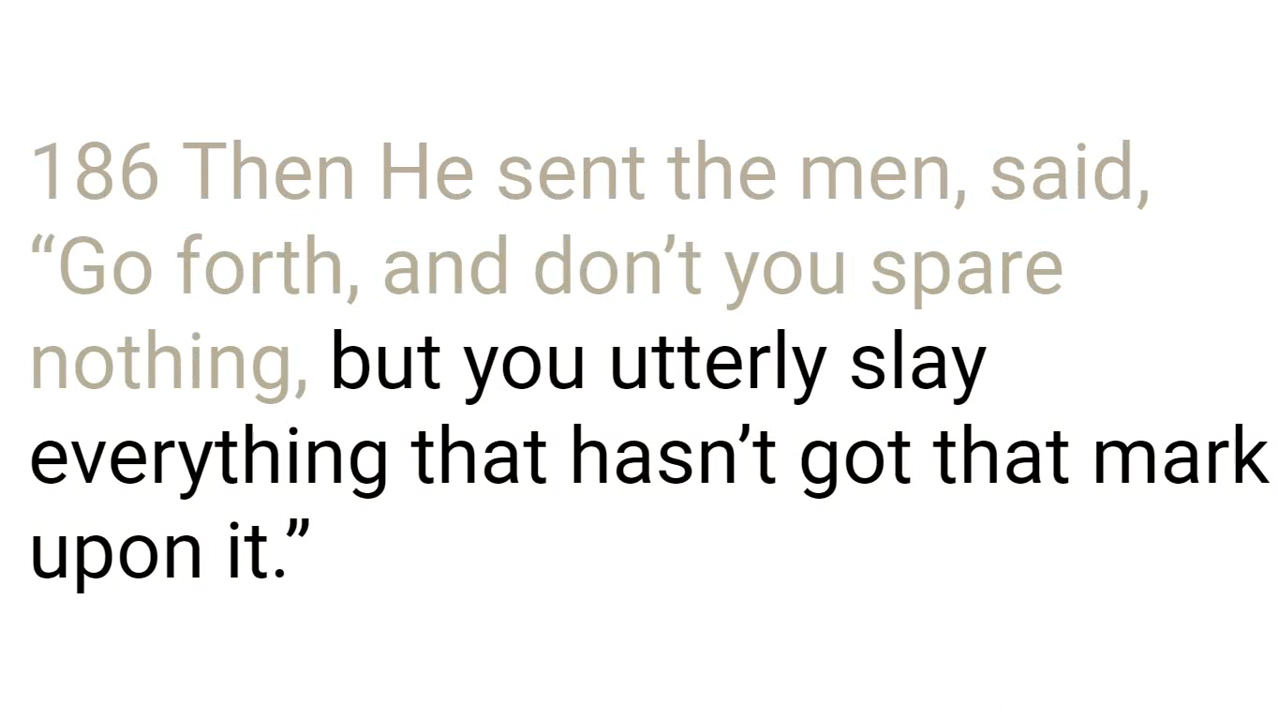 186 Then He sent the men, said,
“Go forth, and don’t you spare
nothing, but you utterly slay
everything that hasn’t got that mark
upon it.”